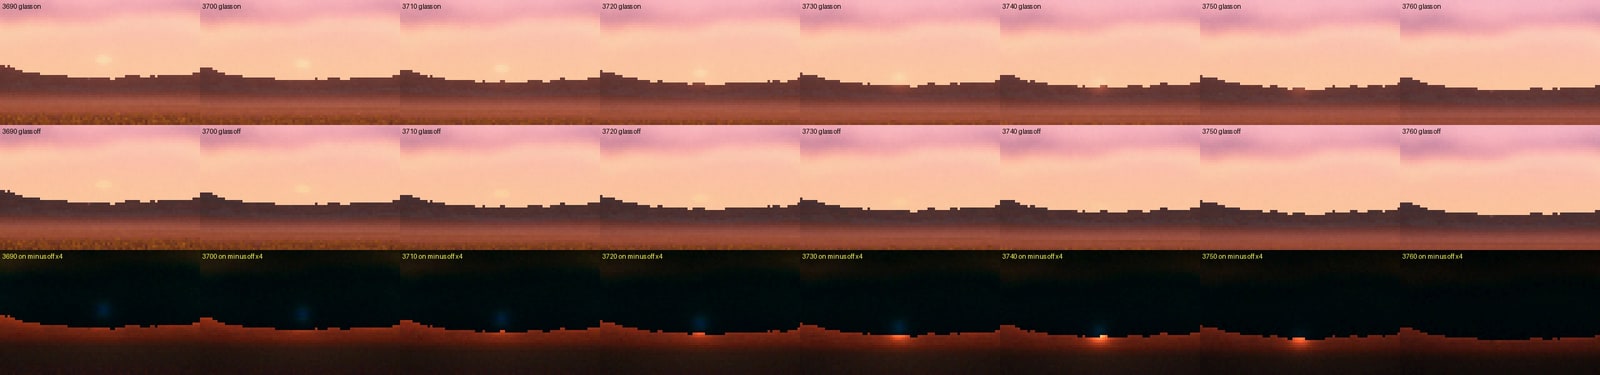 3690 glass on
3700 glass on
3710 glass on
3720 glass on
3730 glass on
3740 glass on
3750 glass on
3760 glass on
3690 glass off
3700 glass off
3710 glass off
3720 glass off
3730 glass off
3740 glass off
3750 glass off
3760 glass off
3690 on minus off x4
3700 on minus off x4
3710 on minus off x4
3720 on minus off x4
3730 on minus off x4
3740 on minus off x4
3750 on minus off x4
3760 on minus off x4